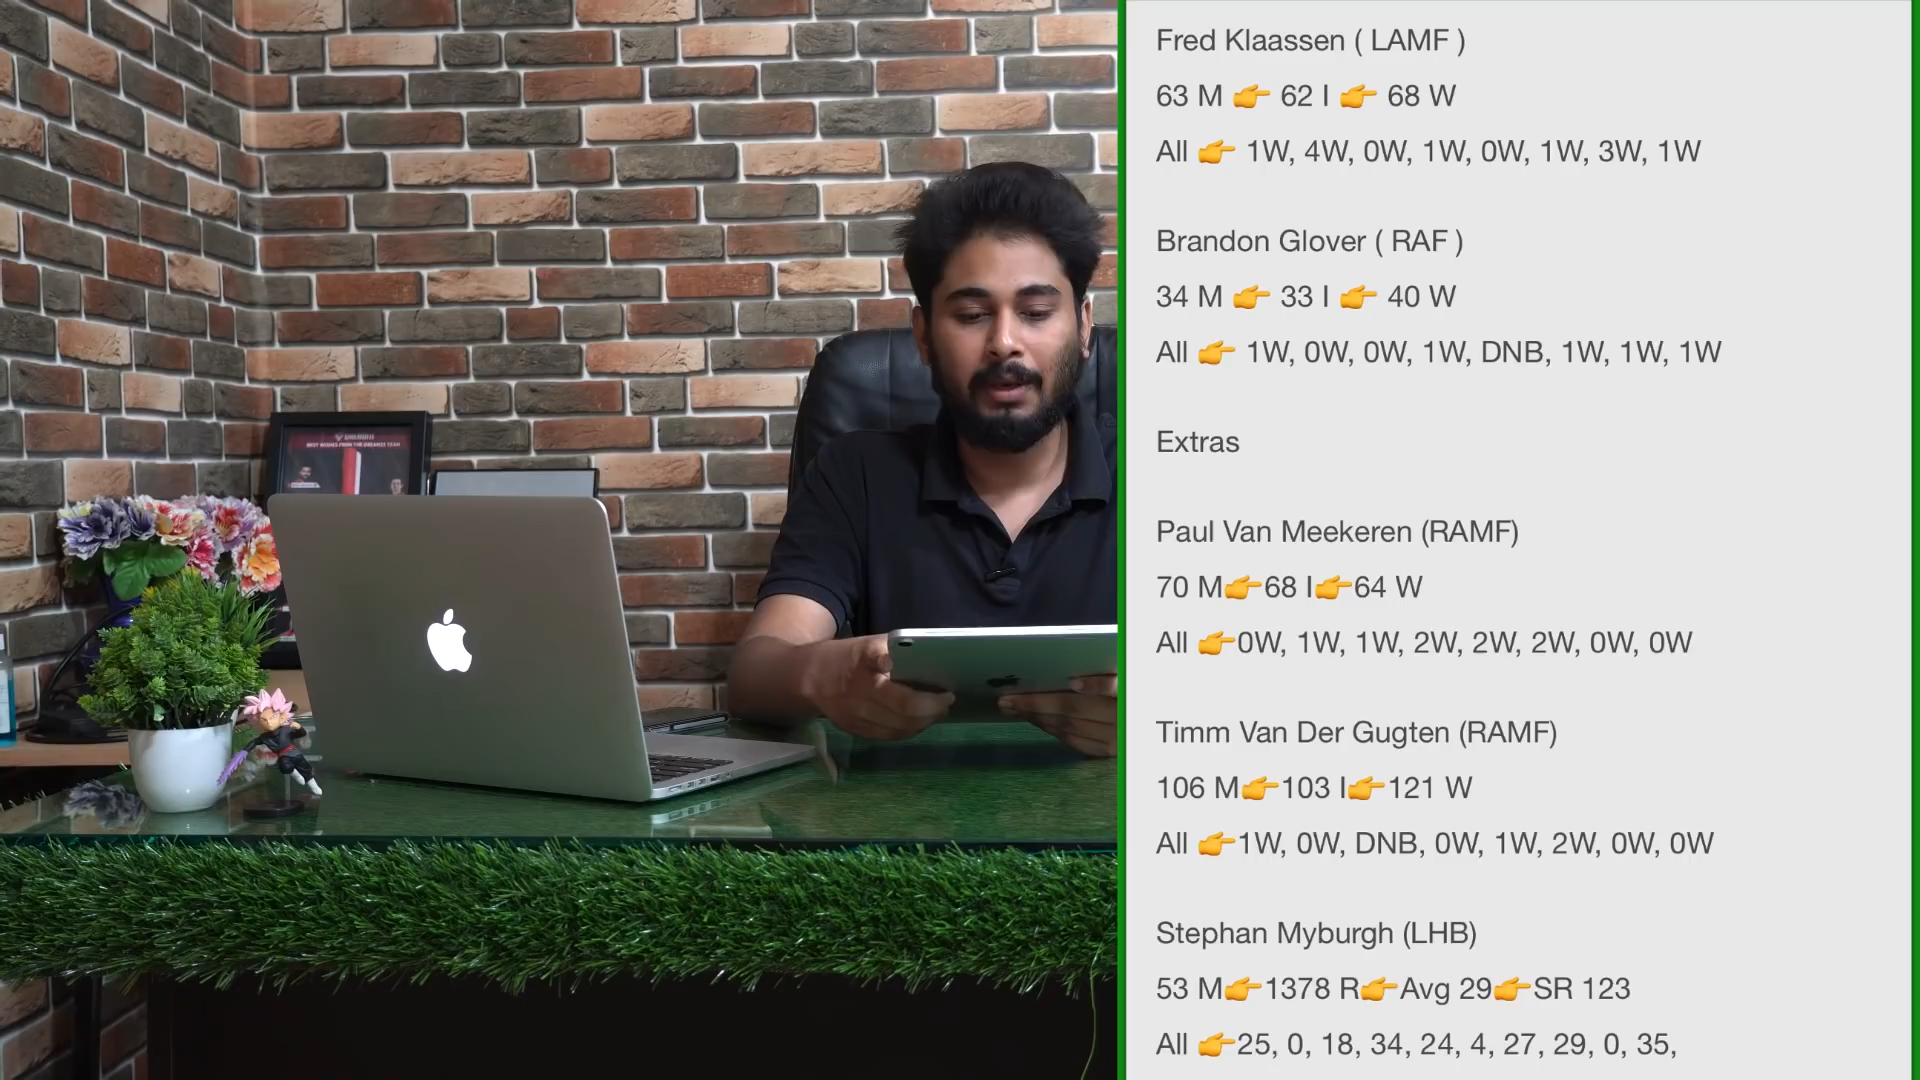 Fred Klaassen ( LAMF )
63 M 👉 62 I 👉 68 W
All 👉 1W, 4W, 0W, 1W, 0W, 1W, 3W, 1W
Brandon Glover ( RAF )
34 M 👉 33 I 👉 40 W
All 👉 1W, 0W, 0W, 1W, DNB, 1W, 1W, 1W
Extras
Paul Van Meekeren (RAMF)
70 M👉68 I👉64 W
All 👉0W, 1W, 1W, 2W, 2W, 2W, 0W, 0W
Timm Van Der Gugten (RAMF)
106 M👉103 I👉121 W
All 👉1W, 0W, DNB, 0W, 1W, 2W, 0W, 0W
Stephan Myburgh (LHB)
53 M👉1378 R👉Avg 29👉SR 123
All 👉25, 0, 18, 34, 24, 4, 27, 29, 0, 35,